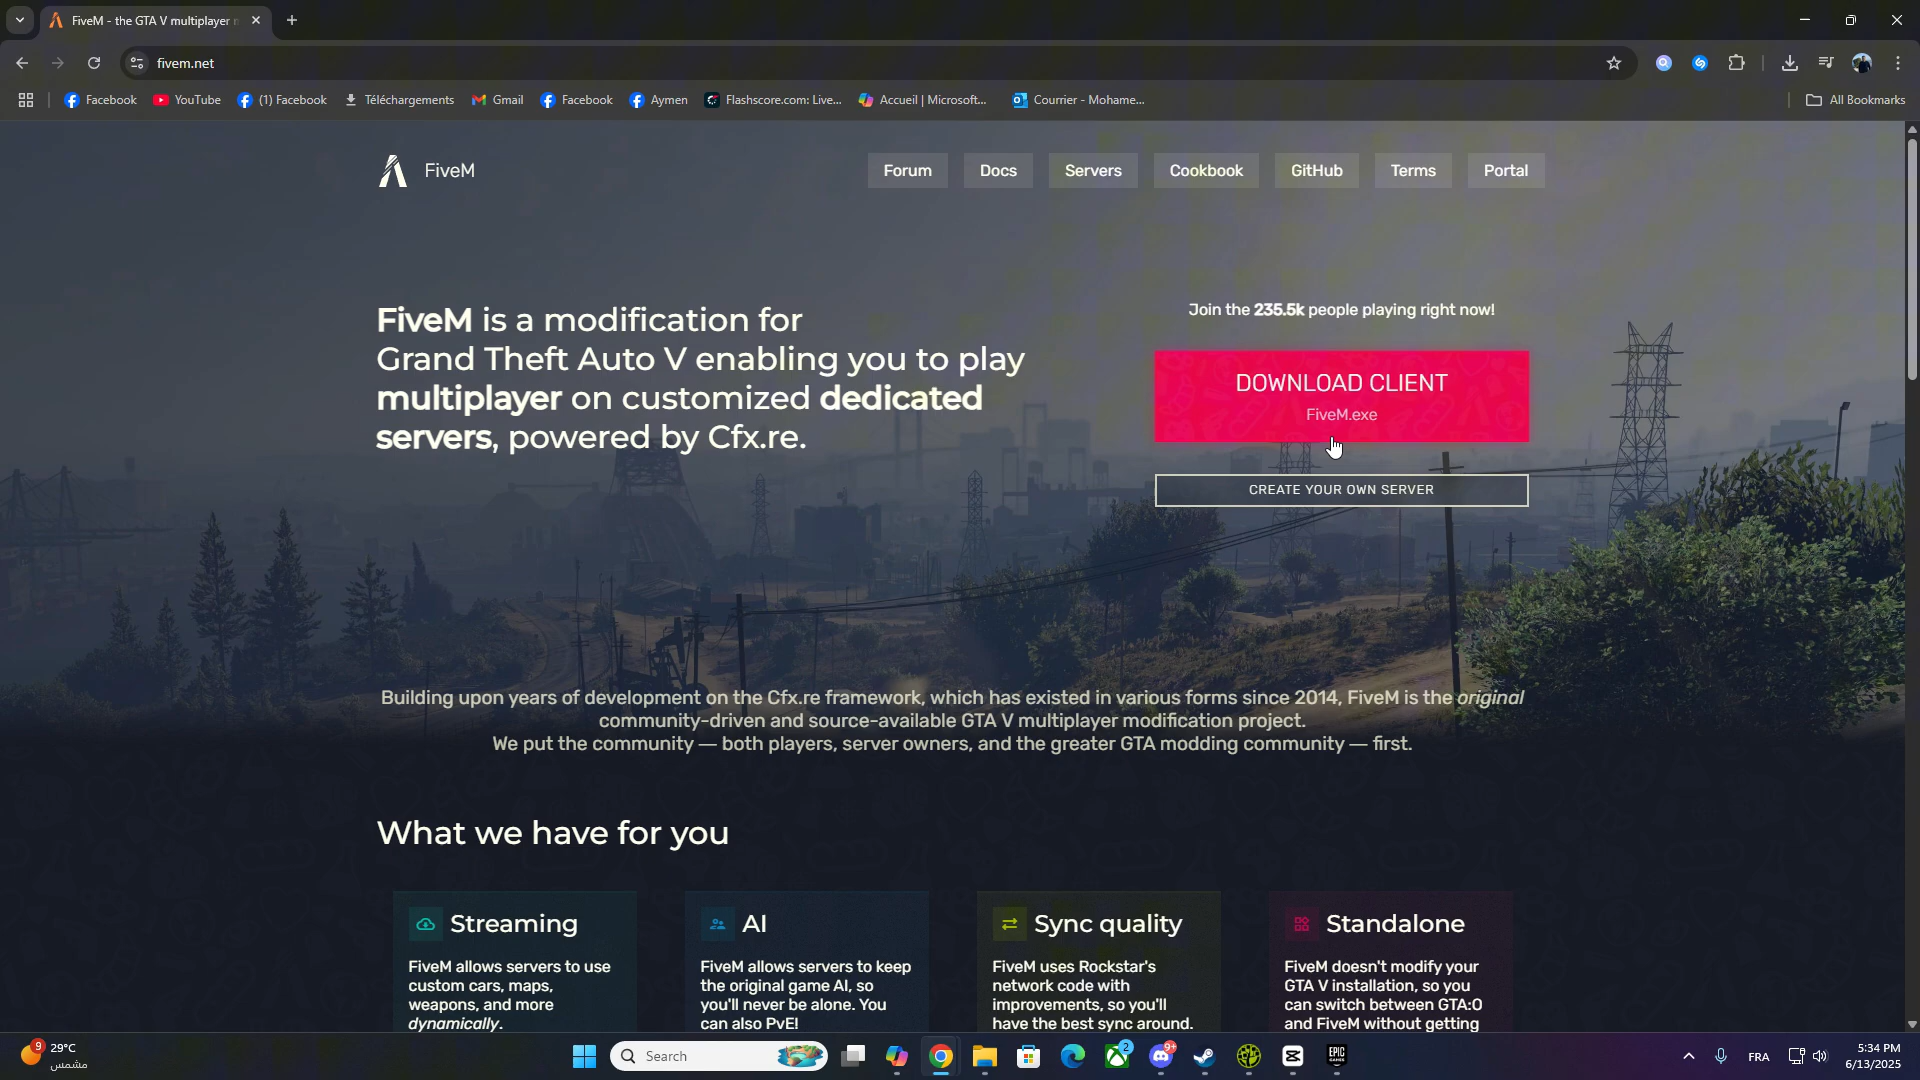 FiveM - the GTA V multiplayer
fivem.net
Facebook
YouTube
(1) Facebook
Téléchargements
Gmail
Facebook
Aymen
Flashscore.com: Live...
Accueil | Microsoft...
Courrier - Mohame...
All Bookmarks
FiveM
Forum
Docs
Servers
Cookbook
GitHub
Terms
Portal
FiveM is a modification for
Grand Theft Auto V enabling you to play
multiplayer on customized dedicated
servers, powered by Cfx.re.
Join the 235.5k people playing right now!
DOWNLOAD CLIENT
FiveM.exe
CREATE YOUR OWN SERVER
Building upon years of development on the Cfx.re framework, which has existed in various forms since 2014, FiveM is the original
community-driven and source-available GTA V multiplayer modification project.
We put the community — both players, server owners, and the greater GTA modding community — first.
What we have for you
Streaming
FiveM allows servers to use
custom cars, maps,
weapons, and more
dynamically.
AI
FiveM allows servers to keep
the original game AI, so
you'll never be alone. You
can also PvE!
Sync quality
FiveM uses Rockstar's
network code with
improvements, so you'll
have the best sync around.
Standalone
FiveM doesn't modify your
GTA V installation, so you
can switch between GTA:O
and FiveM without getting
9
29°C
مشمس
Search
2
9+
EPIC
GAMES
FRA
5:34 PM
6/13/2025